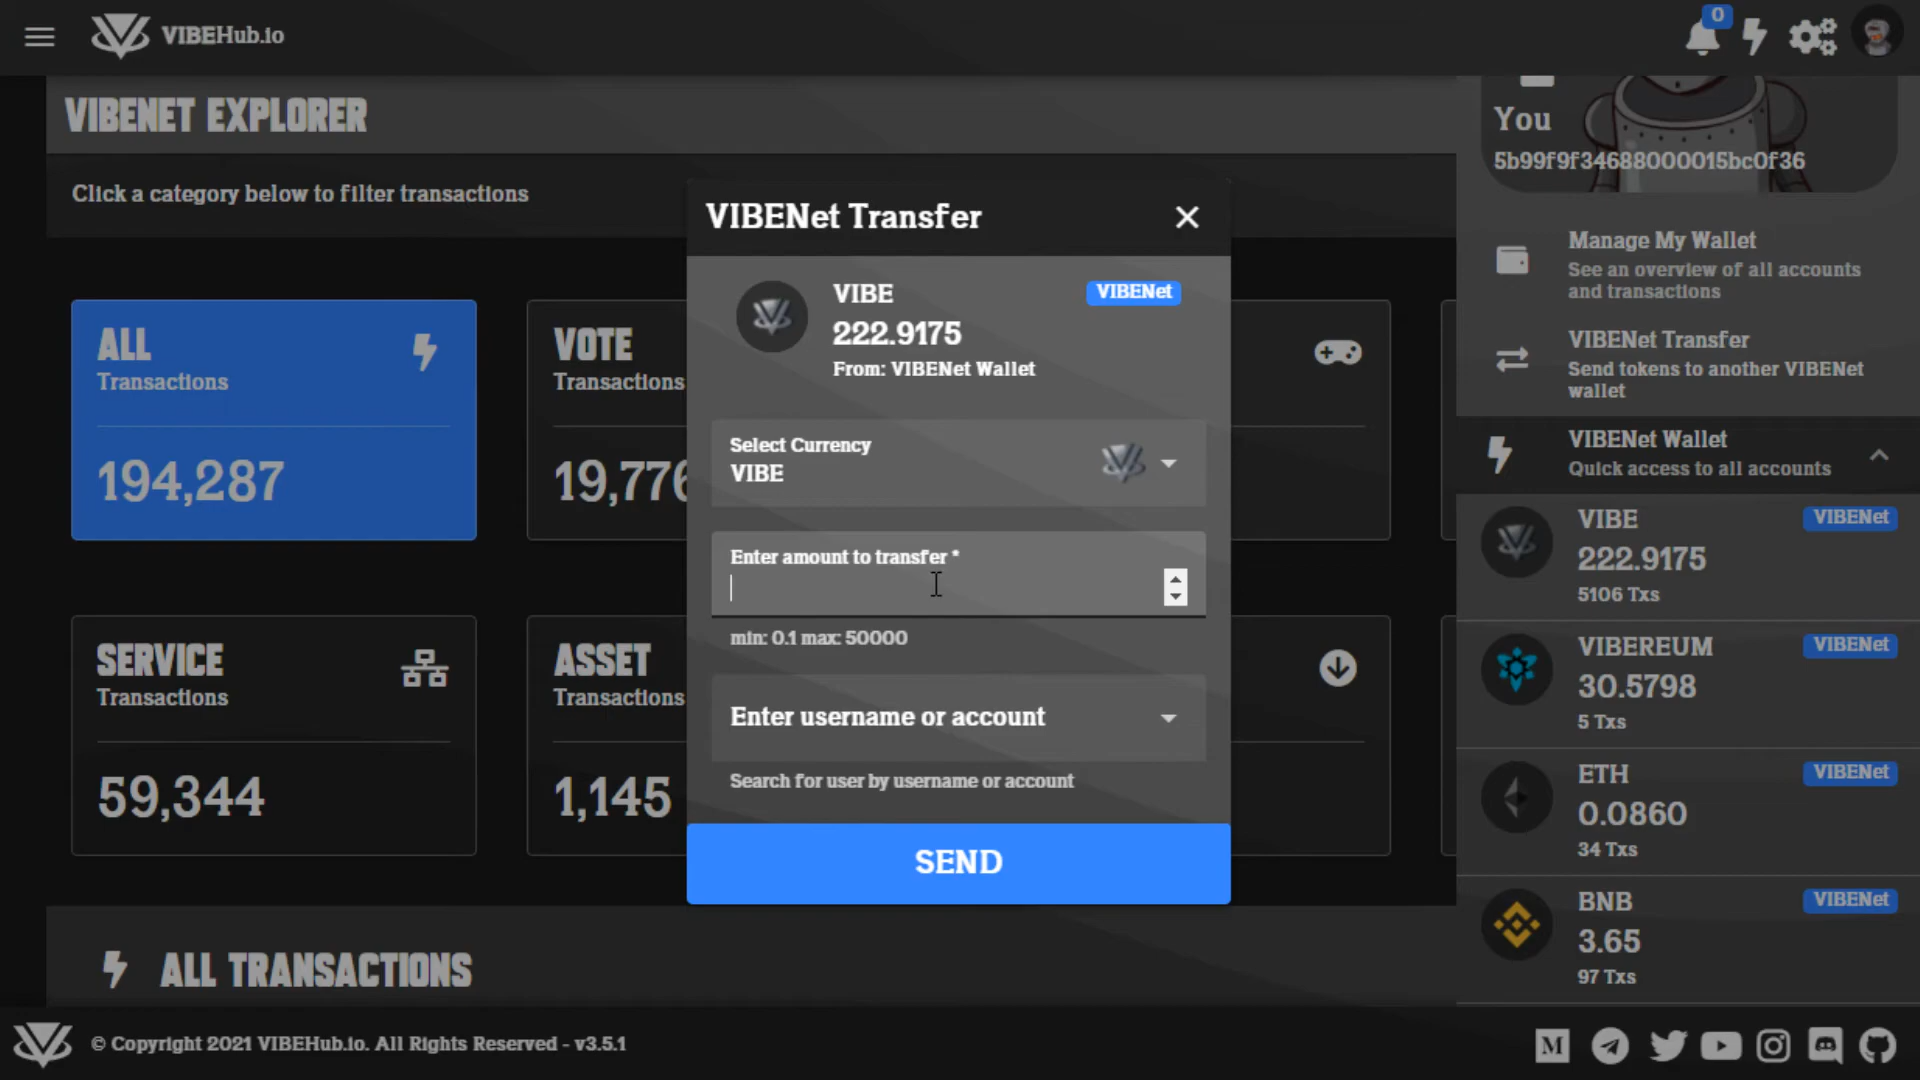 VIBEHub.io
0
VIBENET EXPLORER
Click a category below to filter transactions
ALL
Transactions
194,287
VOTE
Transactions
19,776
SERVICE
Transactions
59,344
ASSET
Transactions
1,145
ALL TRANSACTIONS
VIBENet Transfer
VIBE
VIBENet
222.9175
From: VIBENet Wallet
Select Currency
VIBE
Enter amount to transfer *
min: 0.1 max: 50000
Enter username or account
Search for user by username or account
SEND
You
5b99f9f34688000015bc0f36
Manage My Wallet
See an overview of all accounts
and transactions
VIBENet Transfer
Send tokens to another VIBENet
wallet
VIBENet Wallet
Quick access to all accounts
VIBE
VIBENet
222.9175
5106 Txs
VIBEREUM
VIBENet
30.5798
5 Txs
ETH
VIBENet
0.0860
34 Txs
BNB
VIBENet
3.65
97 Txs
© Copyright 2021 VIBEHub.io. All Rights Reserved - v3.5.1